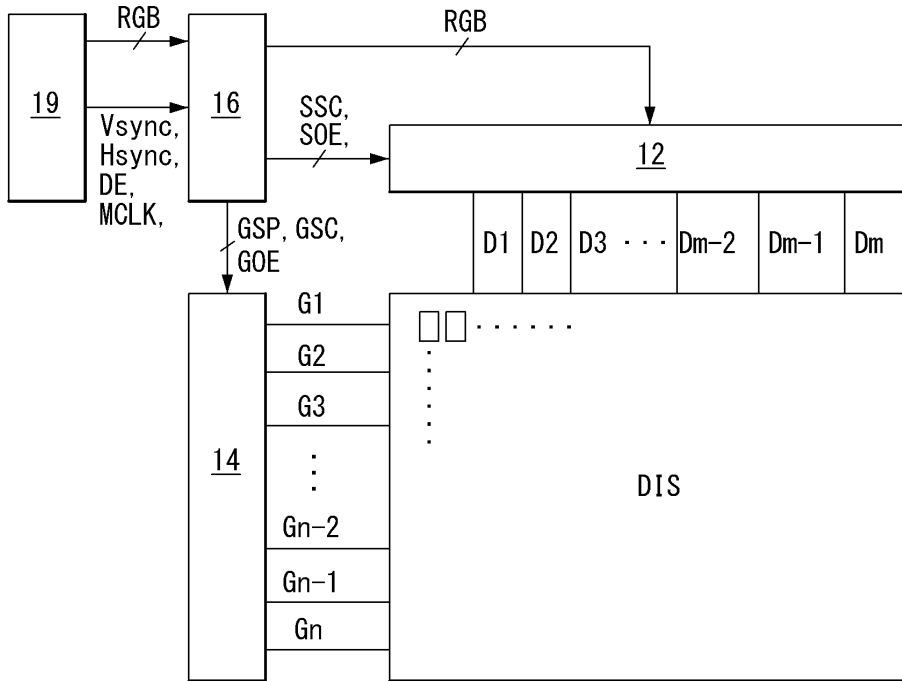 RGB
RGB
19
16
SSC,
SOE,
Vsync,
Hsync,
DE,
MCLK,
12
GSP, GSC,
GOE
D1 D2 D3 ··· Dm-2 Dm-1 Dm
G1
G2
G3
14
Gn-2
Gn-1
Gn
DIS